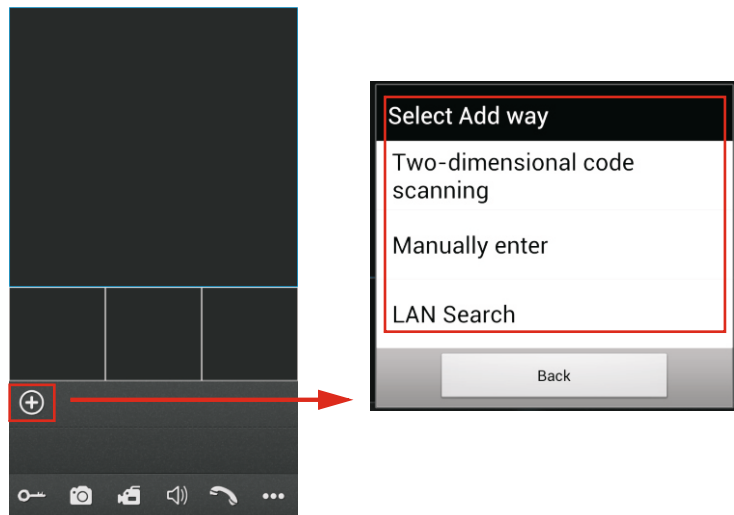 Select Add way
Two-dimensional code
scanning
Manually enter
LAN Search
Back